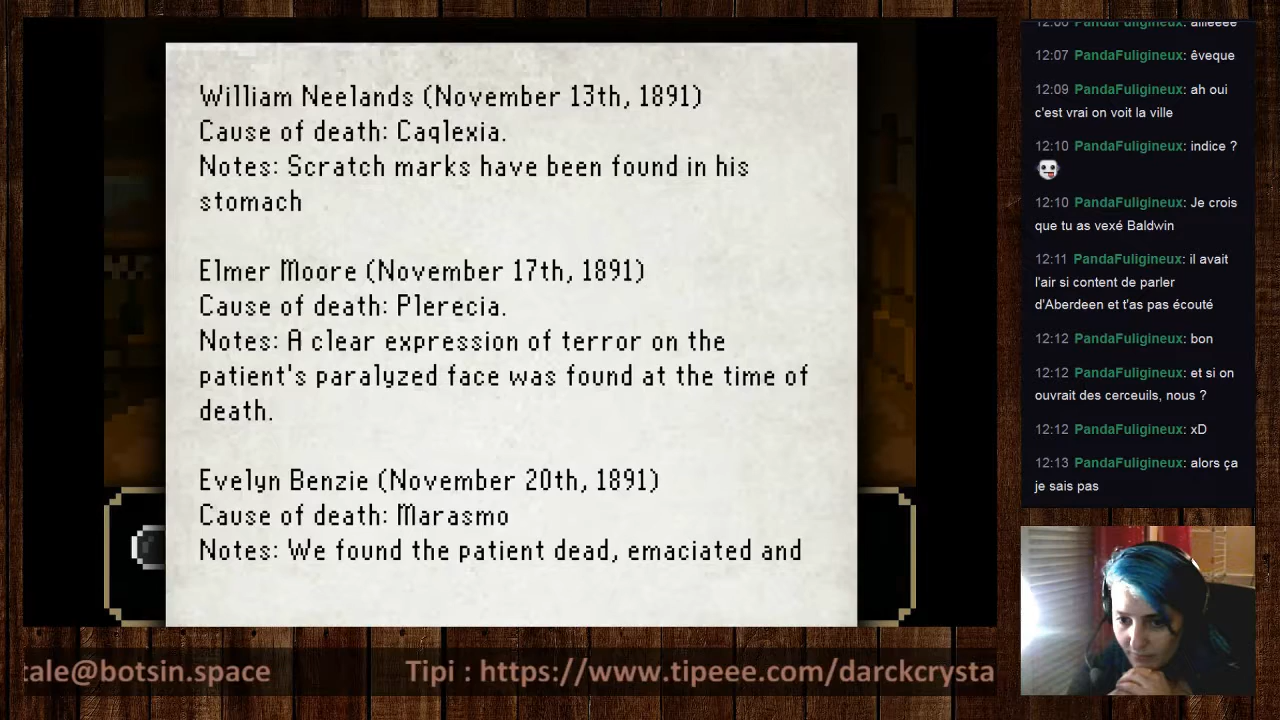 William Neelands (November 13th, 1891)
Cause of death: Caqlexia.
Notes: Scratch marks have been found in his
stomach
Elmer Moore (November 17th, 1891)
Cause of death: Plerecia.
Notes: A clear expression of terror on the
patient's paralyzed face was found at the time of
death.
Evelyn Benzie (November 20th, 1891)
Cause of death: Marasmo
Notes: We found the patient dead, emaciated and
12:07 PandaFuligineux: êveque
12:09 PandaFuligineux: ah oui
c'est vrai on voit la ville
12:10 PandaFuligineux: indice ?
12:10 PandaFuligineux: Je crois
que tu as vexé Baldwin
12:11 PandaFuligineux: il avait
l'air si content de parler
d'Aberdeen et t'as pas écouté
12:12 PandaFuligineux: bon
12:12 PandaFuligineux: et si on
ouvrait des cerceuils, nous ?
12:12 PandaFuligineux: xD
12:13 PandaFuligineux: alors ça
je sais pas
ale@botsin.space Tipi : https://www.tipeee.com/darckcrysta